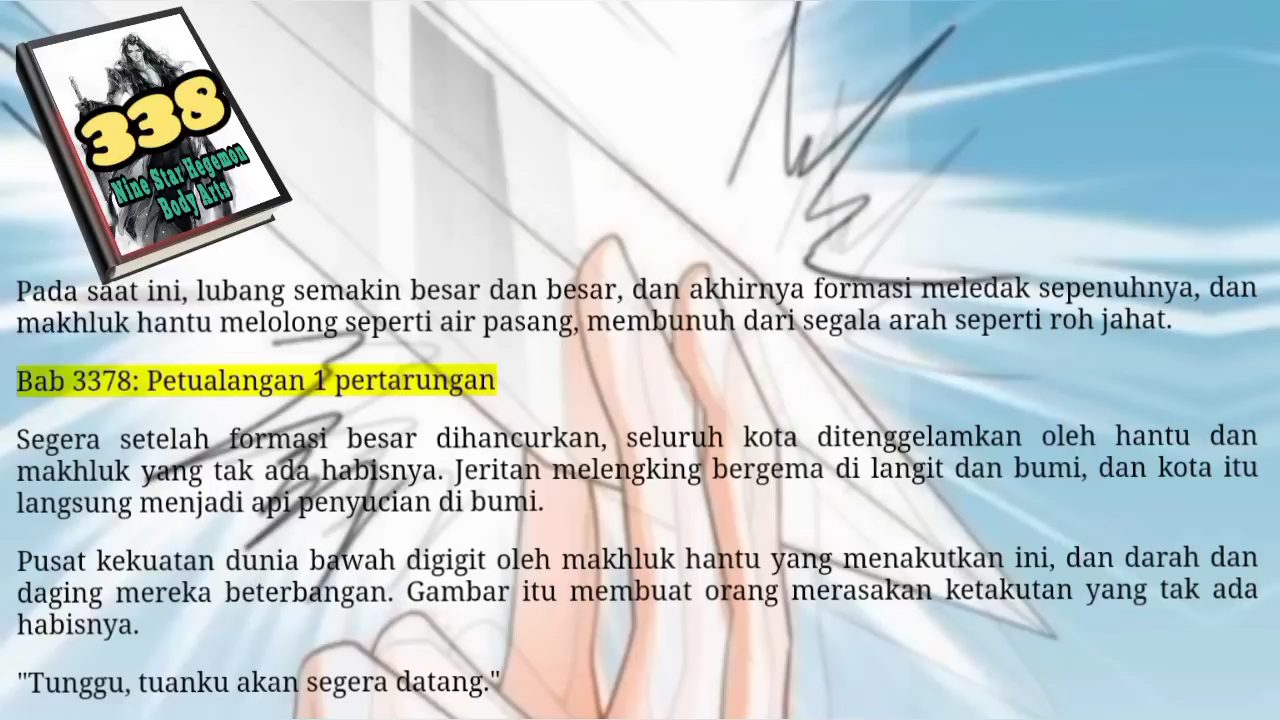 338
Nine Star Hegemon
Body Arts
Pada saat ini, lubang semakin besar dan besar, dan akhirnya formasi meledak sepenuhnya, dan
makhluk hantu melolong seperti air pasang, membunuh dari segala arah seperti roh jahat.
Bab 3378: Petualangan 1 pertarungan
Segera setelah formasi besar dihancurkan, seluruh kota ditenggelamkan oleh hantu dan
makhluk yang tak ada habisnya. Jeritan melengking bergema di langit dan bumi, dan kota itu
langsung menjadi api penyucian di bumi.
Pusat kekuatan dunia bawah digigit oleh makhluk hantu yang menakutkan ini, dan darah dan
daging mereka beterbangan. Gambar itu membuat orang merasakan ketakutan yang tak ada
habisnya.
"Tunggu, tuanku akan segera datang."